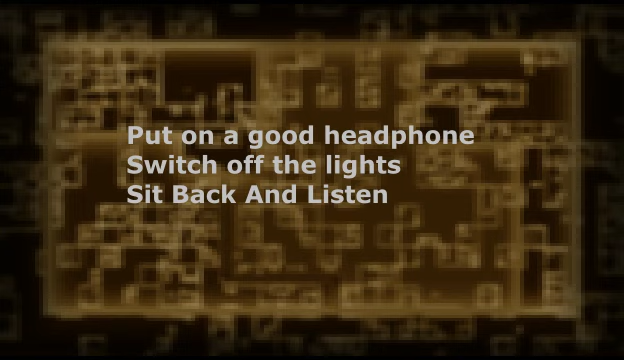 Put on a good headphone
Switch off the lights
Sit Back And Listen